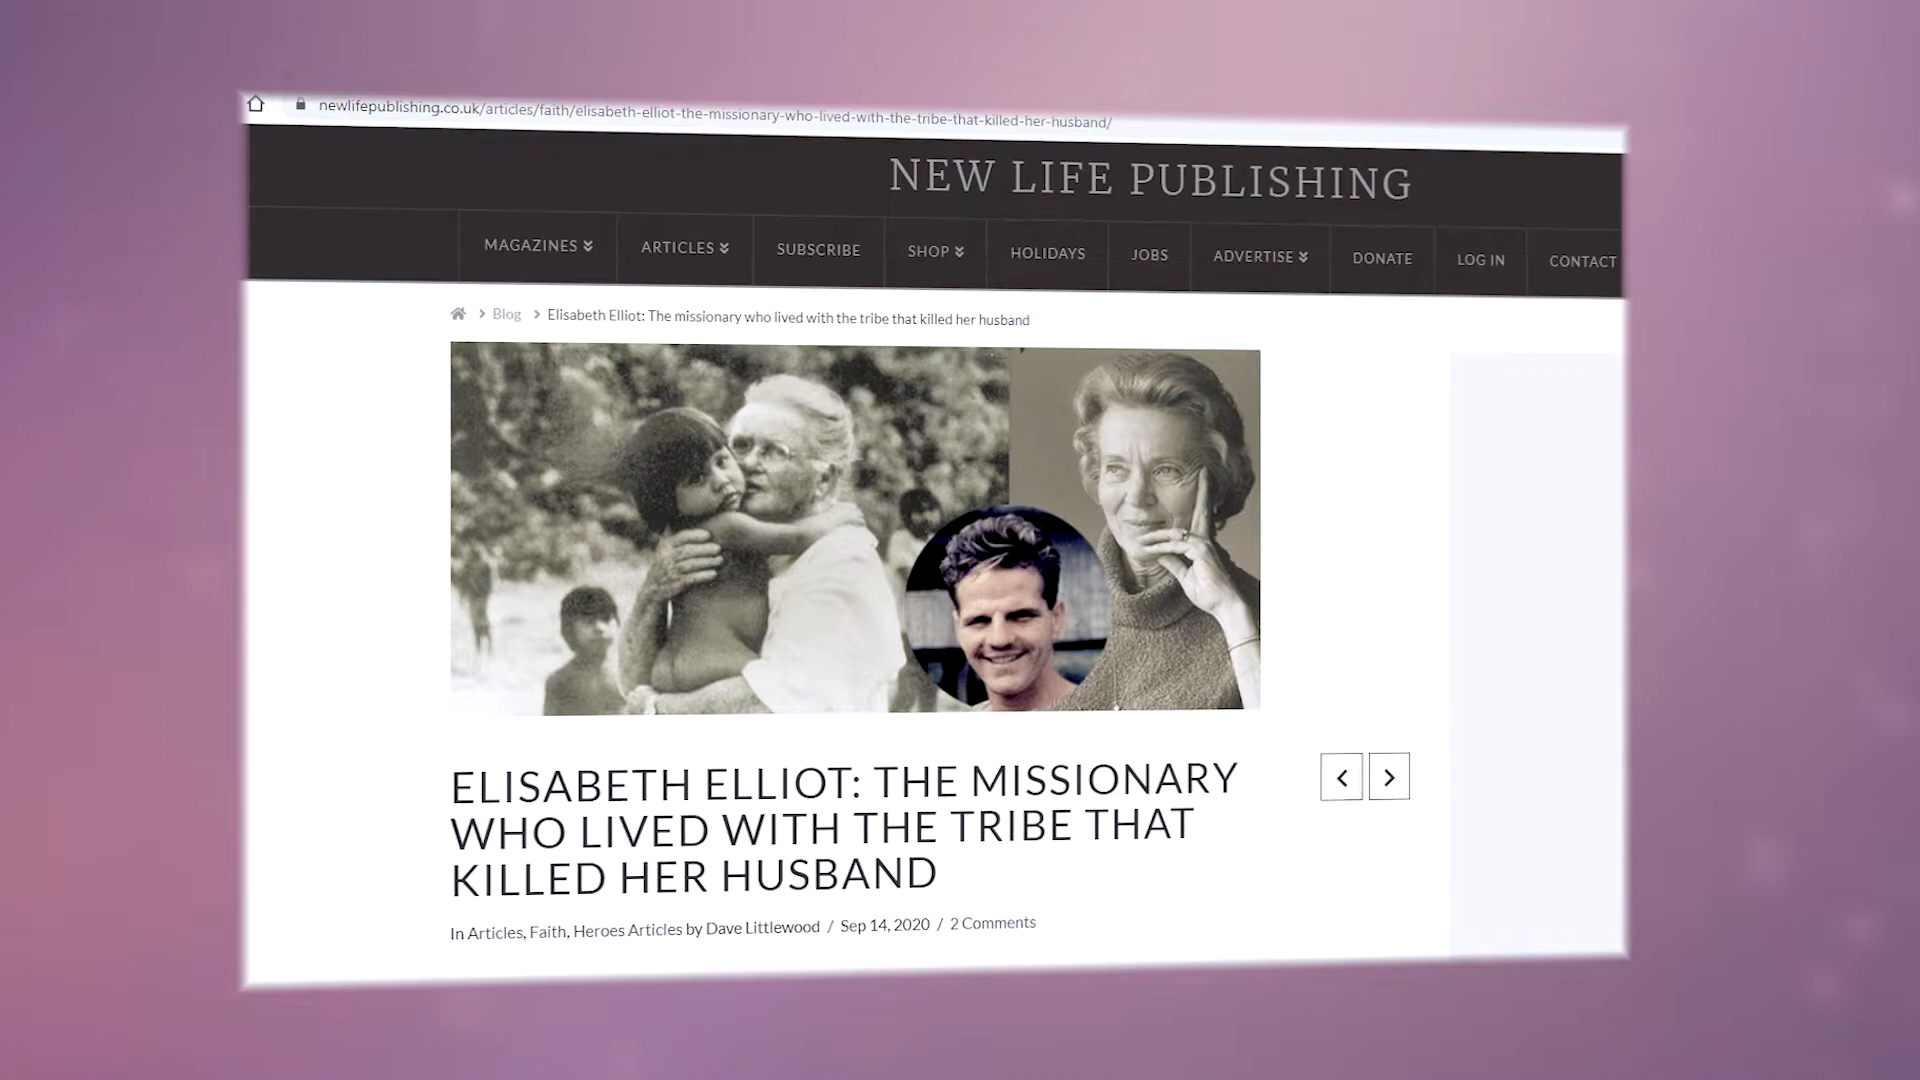 newlifepublishing.co.uk/articles/faith/elisabeth-elliot-the-missionary-who-lived-with-the-tribe-that-killed-her-husband/
NEW LIFE PUBLISHING
MAGAZINES ARTICLES SUBSCRIBE SHOP HOLIDAYS JOBS ADVERTISE DONATE LOG IN CONTACT
Blog Elisabeth Elliot: The missionary who lived with the tribe that killed her husband
ELISABETH ELLIOT: THE MISSIONARY
WHO LIVED WITH THE TRIBE THAT
KILLED HER HUSBAND
In Articles, Faith, Heroes Articles by Dave Littlewood / Sep 14, 2020 / 2 Comments